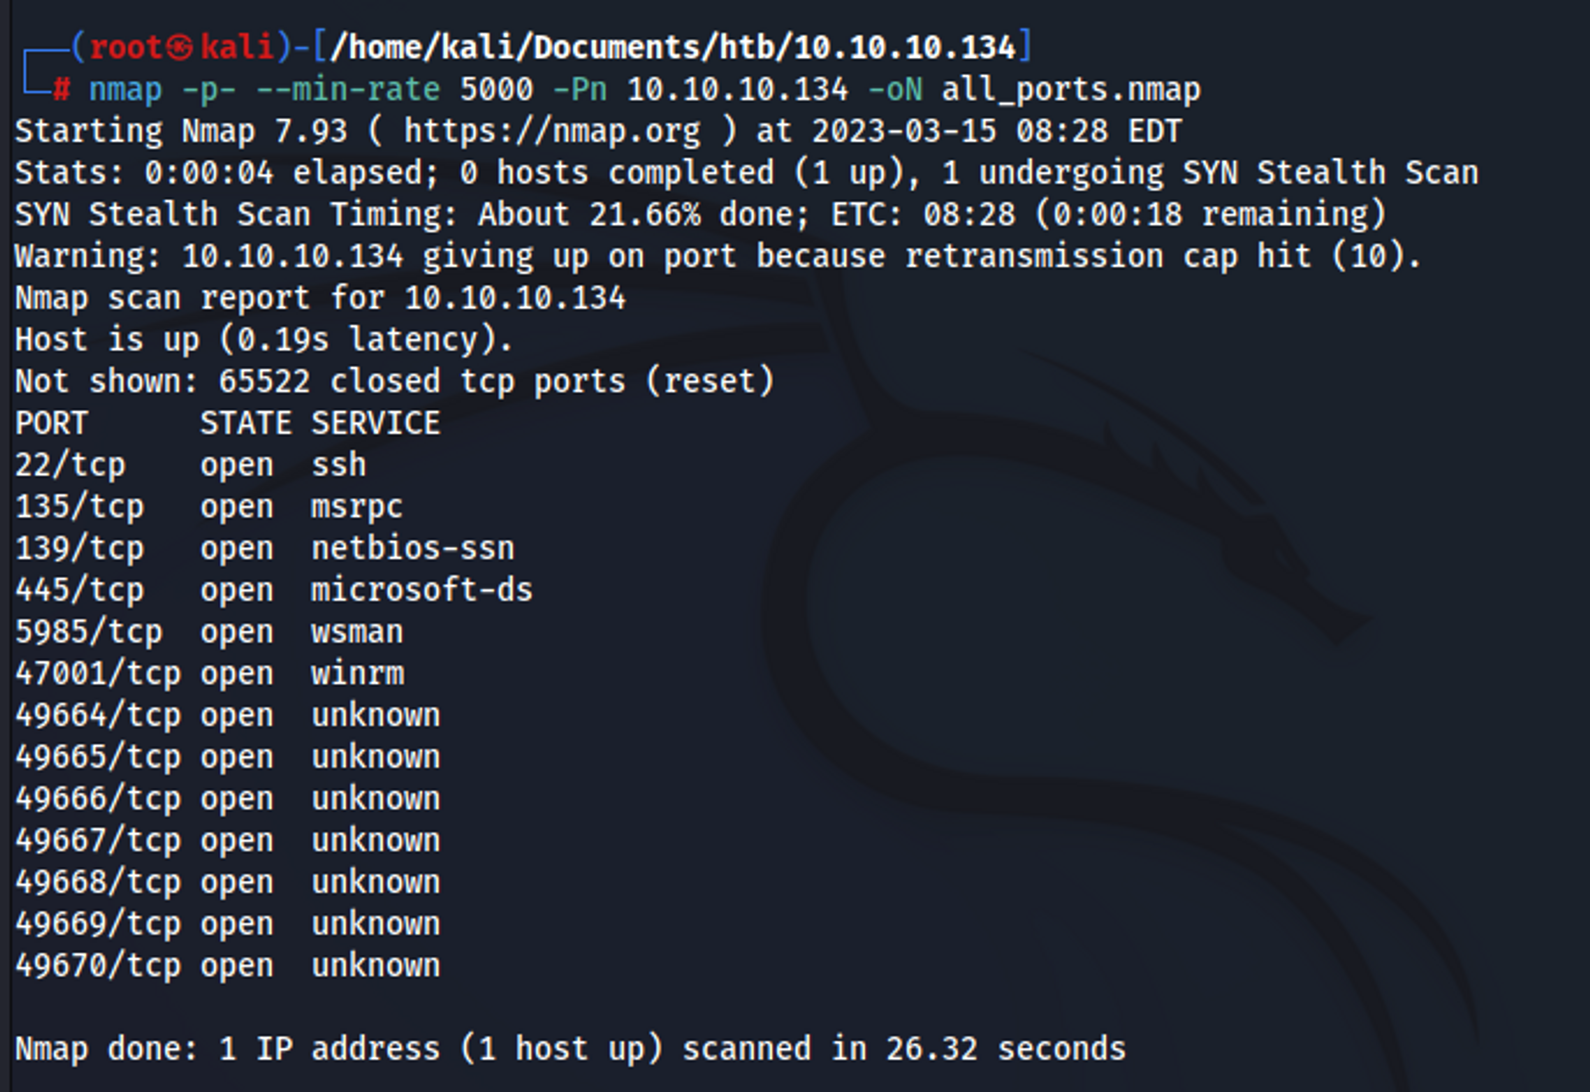 ┌──(root㉿kali)-[/home/kali/Documents/htb/10.10.10.134]
└─# nmap -p- --min-rate 5000 -Pn 10.10.10.134 -oN all_ports.nmap
Starting Nmap 7.93 ( https://nmap.org ) at 2023-03-15 08:28 EDT
Stats: 0:00:04 elapsed; 0 hosts completed (1 up), 1 undergoing SYN Stealth Scan
SYN Stealth Scan Timing: About 21.66% done; ETC: 08:28 (0:00:18 remaining)
Warning: 10.10.10.134 giving up on port because retransmission cap hit (10).
Nmap scan report for 10.10.10.134
Host is up (0.19s latency).
Not shown: 65522 closed tcp ports (reset)
PORT      STATE SERVICE
22/tcp    open  ssh
135/tcp   open  msrpc
139/tcp   open  netbios-ssn
445/tcp   open  microsoft-ds
5985/tcp  open  wsman
47001/tcp open  winrm
49664/tcp open  unknown
49665/tcp open  unknown
49666/tcp open  unknown
49667/tcp open  unknown
49668/tcp open  unknown
49669/tcp open  unknown
49670/tcp open  unknown
Nmap done: 1 IP address (1 host up) scanned in 26.32 seconds